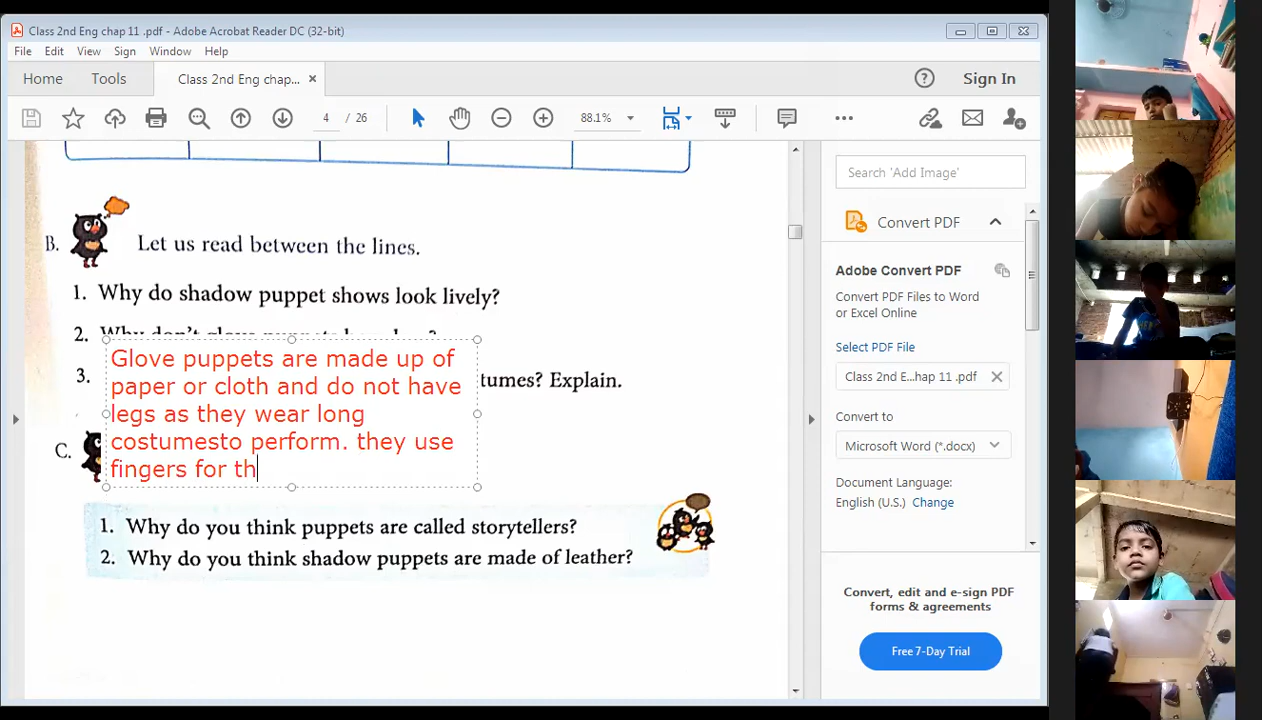 Class 2nd Eng chap 11 .pdf - Adobe Acrobat Reader DC (32-bit)
File Edit View Sign Window Help
Home Tools Class 2nd Eng chap... Sign In
4 / 26 88.1%
B. Let us read between the lines.
1. Why do shadow puppet shows look lively?
2. Why don't glove puppets
3. tumes? Explain.
Glove puppets are made up of
paper or cloth and do not have
legs as they wear long
costumesto perform. they use
fingers for th
C.
1. Why do you think puppets are called storytellers?
2. Why do you think shadow puppets are made of leather?
Search 'Add Image'
Convert PDF
Adobe Convert PDF
Convert PDF Files to Word
or Excel Online
Select PDF File
Class 2nd E...hap 11 .pdf
Convert to
Microsoft Word (*.docx)
Document Language:
English (U.S.) Change
Convert, edit and e-sign PDF
forms & agreements
Free 7-Day Trial